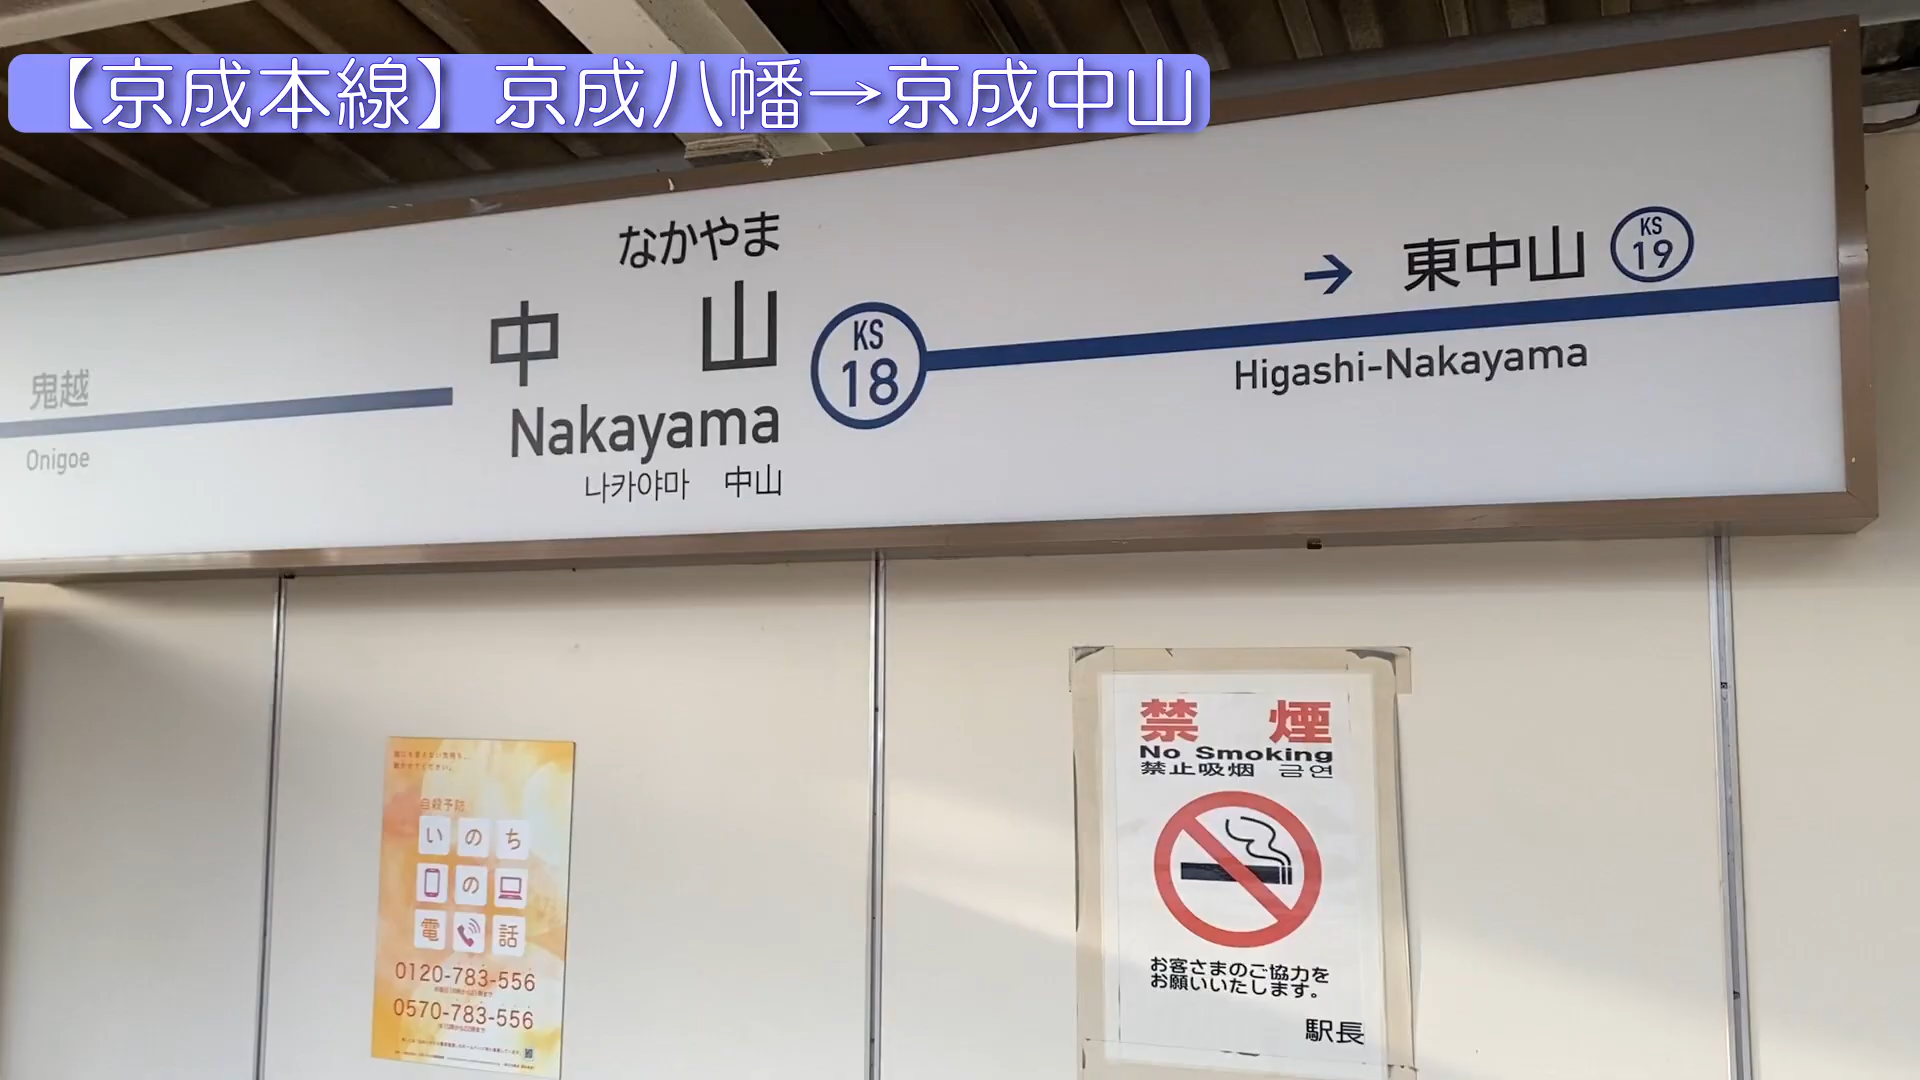 【京成本線】京成八幡→京成中山
鬼越
Onigoe
なかやま
中山
Nakayama
나카야마 中山
KS
18
→ 東中山
KS
19
Higashi-Nakayama
自殺予防
いのち
の
電話
0120-783-556
0570-783-556
禁煙
No Smoking
禁止吸烟 금연
お客さまのご協力を
お願いいたします。
駅長